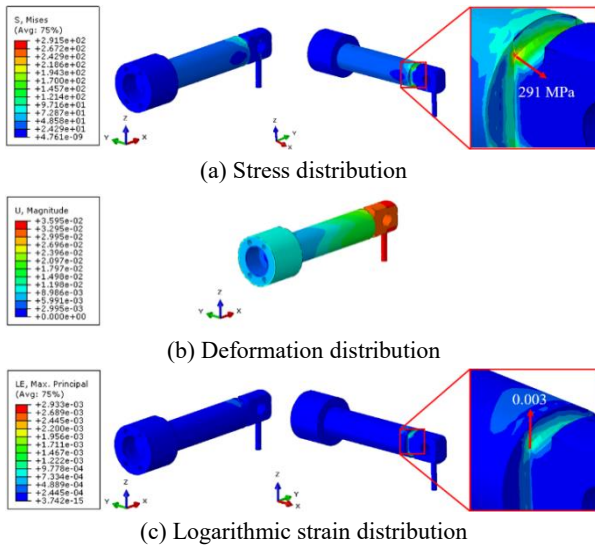 S, Mises
(Avg: 75%)
+2.915e+02
+2.672e+02
+2.429e+02
+2.186e+02
+1.943e+02
+1.700e+02
+1.457e+02
+1.214e+02
+9.716e+01
+7.287e+01
+4.858e+01
+2.429e+01
+4.761e-09
Z
Y
X
Z
Y
X
291 MPa
(a) Stress distribution
U, Magnitude
+3.595e-02
+3.295e-02
+2.995e-02
+2.696e-02
+2.396e-02
+2.097e-02
+1.797e-02
+1.498e-02
+1.198e-02
+8.986e-03
+5.991e-03
+2.995e-03
+0.000e+00
Z
Y
X
(b) Deformation distribution
LE, Max. Principal
(Avg: 75%)
+2.933e-03
+2.689e-03
+2.445e-03
+2.200e-03
+1.956e-03
+1.711e-03
+1.467e-03
+1.222e-03
+9.778e-04
+7.334e-04
+4.889e-04
+2.445e-04
+3.742e-15
Z
Y
X
Z
Y
X
0.003
(c) Logarithmic strain distribution